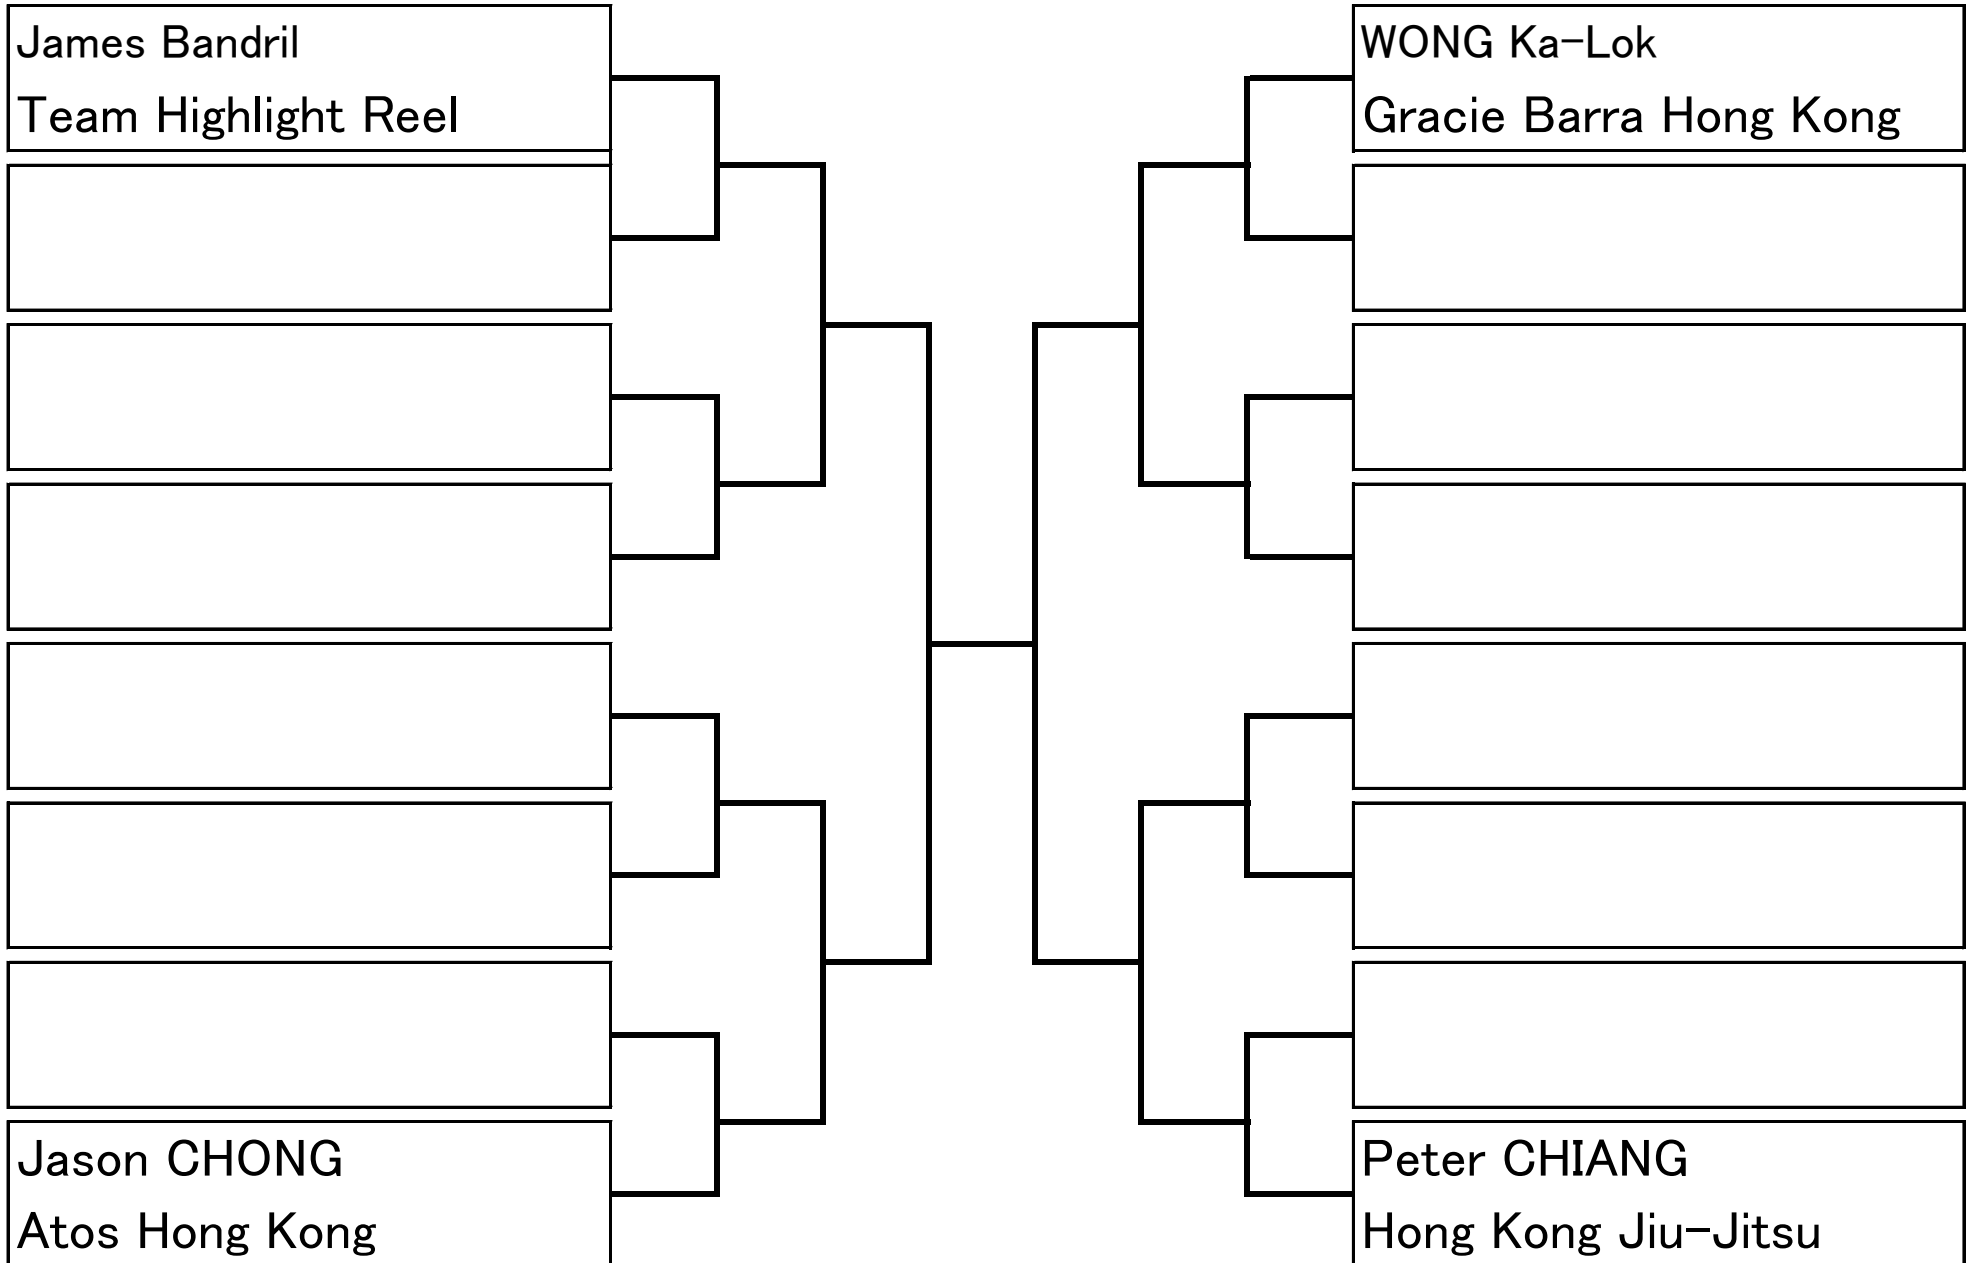 James Bandril
Team Highlight Reel
WONG Ka-Lok
Gracie Barra Hong Kong
Jason CHONG
Atos Hong Kong
Peter CHIANG
Hong Kong Jiu-Jitsu